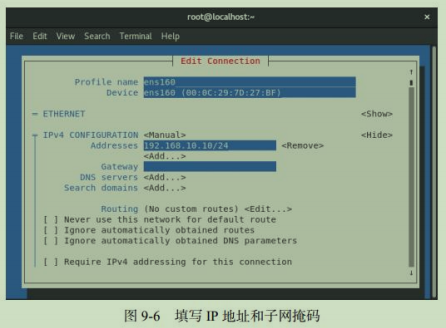 root@localhost:~ ×
File Edit View Search Terminal Help
Edit Connection
Profile name ens160
Device ens160 (00:0C:29:7D:27:BF)
= ETHERNET <Show>
= IPv4 CONFIGURATION <Manual> <Hide>
Addresses 192.168.10.10/24 <Remove>
<Add...>
Gateway
DNS servers <Add...>
Search domains <Add...>
Routing (No custom routes) <Edit...>
[ ] Never use this network for default route
[ ] Ignore automatically obtained routes
[ ] Ignore automatically obtained DNS parameters
[ ] Require IPv4 addressing for this connection
图 9-6 填写 IP 地址和子网掩码